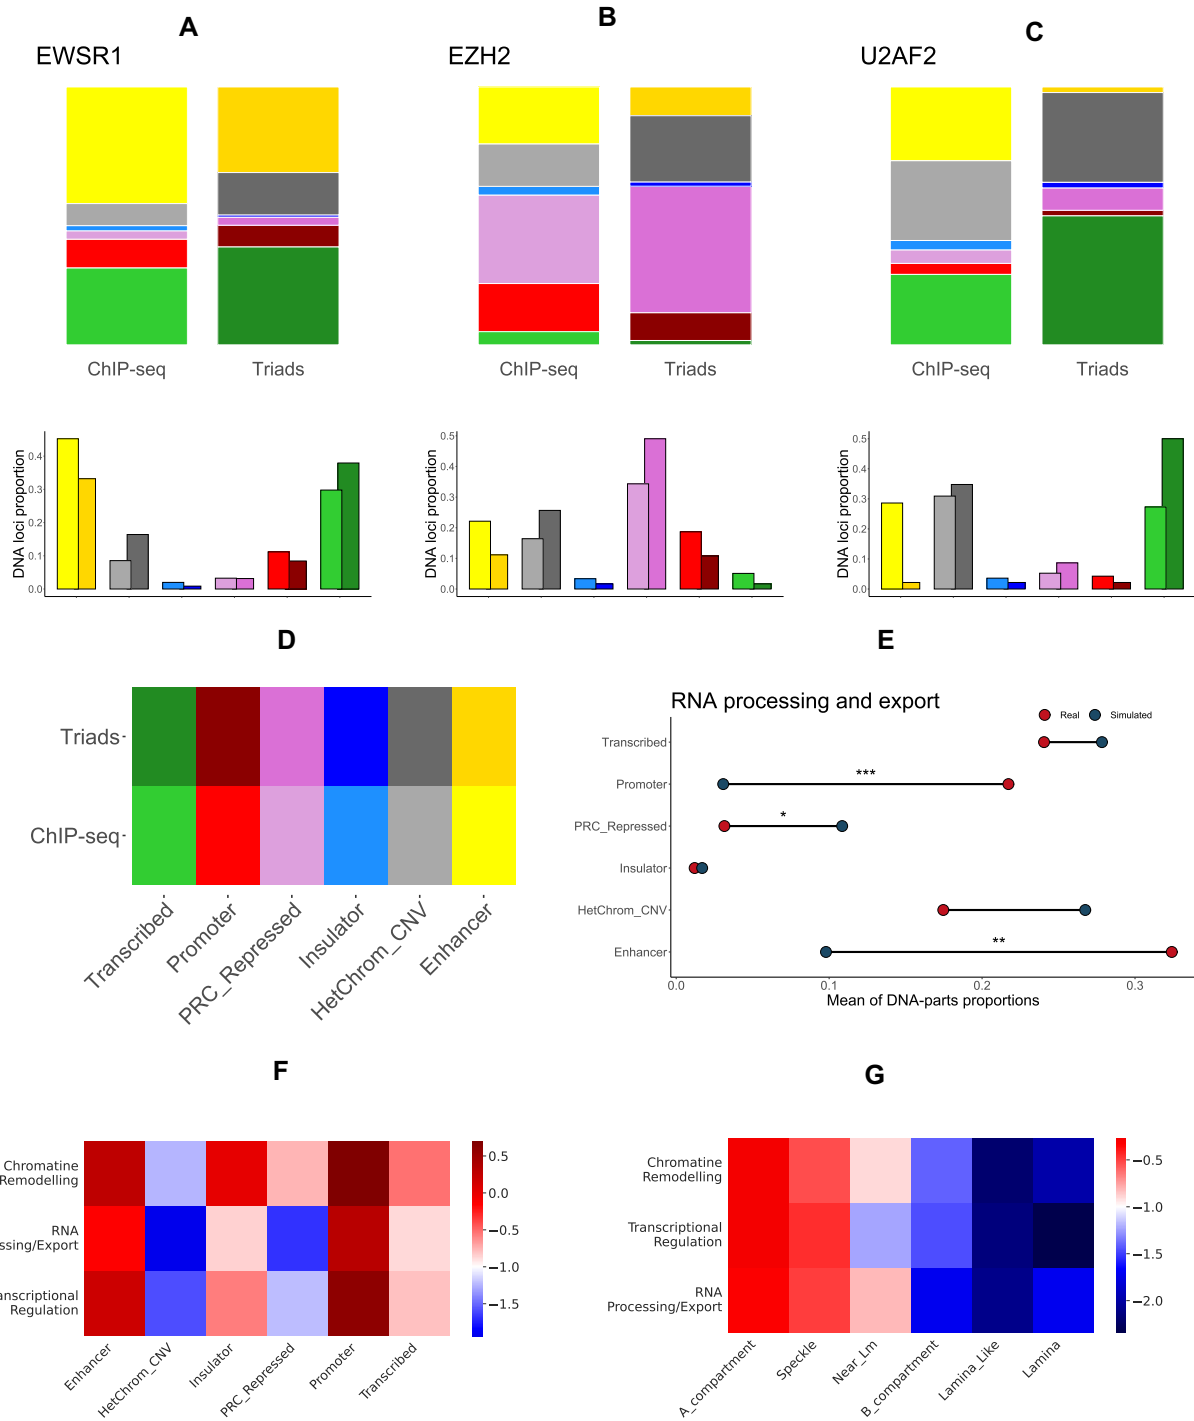 A
B
C
EWSR1
EZH2
U2AF2
ChIP-seq
Triads
ChIP-seq
Triads
ChIP-seq
Triads
DNA loci proportion
0.4
0.3
0.2
0.1
0.0
DNA loci proportion
0.5
0.4
0.3
0.2
0.1
0.0
DNA loci proportion
0.5
0.4
0.3
0.2
0.1
0.0
D
Triads
ChIP-seq
Transcribed
Promoter
PRC_Repressed
Insulator
HetChrom_CNV
Enhancer
E
RNA processing and export
Real
Simulated
Transcribed
Promoter
***
PRC_Repressed
*
Insulator
HetChrom_CNV
Enhancer
**
0.0
0.1
0.2
0.3
Mean of DNA-parts proportions
F
Chromatine
Remodelling
RNA
ssing/Export
anscriptional
Regulation
Enhancer
HetChrom_CNV
Insulator
PRC_Repressed
Promoter
Transcribed
0.5
0.0
−0.5
−1.0
−1.5
G
Chromatine
Remodelling
Transcriptional
Regulation
RNA
Processing/Export
A_compartment
Speckle
Near_Lm
B_compartment
Lamina_Like
Lamina
−0.5
−1.0
−1.5
−2.0